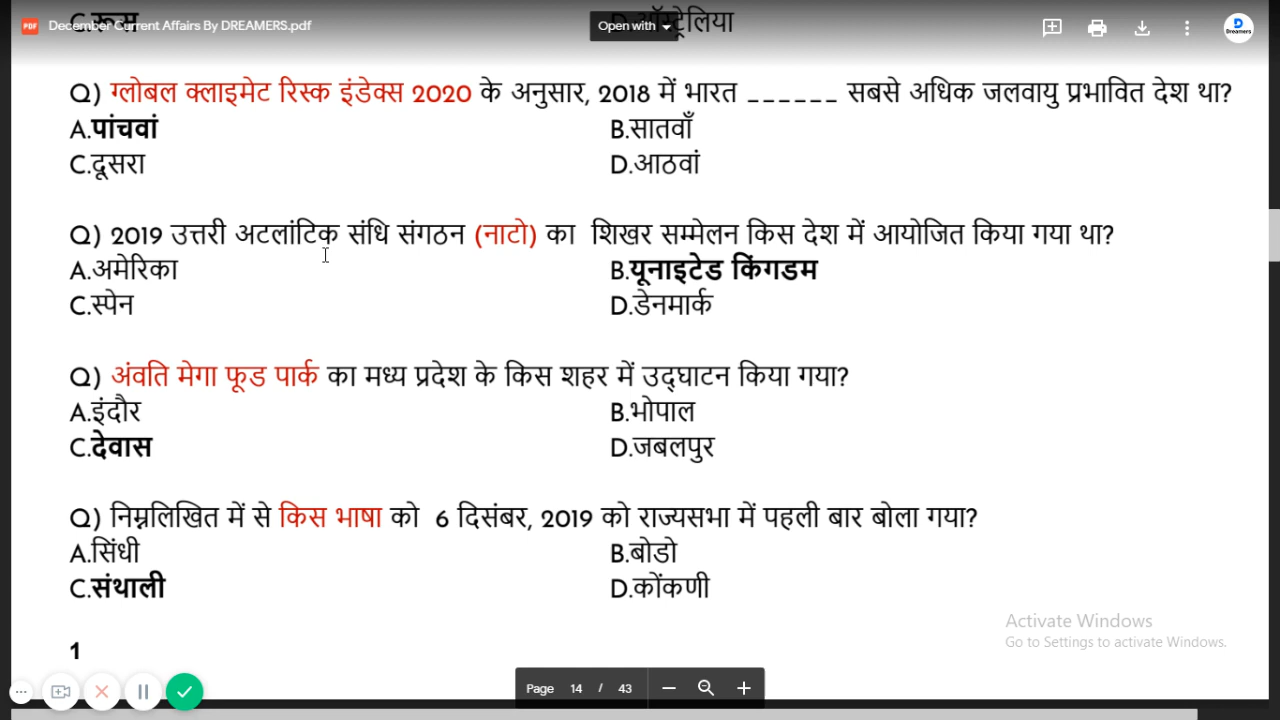 C.रूस D.ऑस्ट्रेलिया
December Current Affairs By DREAMERS.pdf
Open with
Dreamers
Q) ग्लोबल क्लाइमेट रिस्क इंडेक्स 2020 के अनुसार, 2018 में भारत ______ सबसे अधिक जलवायु प्रभावित देश था?
A.पांचवां B.सातवाँ
C.दूसरा D.आठवां
Q) 2019 उत्तरी अटलांटिक संधि संगठन (नाटो) का शिखर सम्मेलन किस देश में आयोजित किया गया था?
A.अमेरिका B.यूनाइटेड किंगडम
C.स्पेन D.डेनमार्क
Q) अंवति मेगा फूड पार्क का मध्य प्रदेश के किस शहर में उद्घाटन किया गया?
A.इंदौर B.भोपाल
C.देवास D.जबलपुर
Q) निम्नलिखित में से किस भाषा को 6 दिसंबर, 2019 को राज्यसभा में पहली बार बोला गया?
A.सिंधी B.बोडो
C.संथाली D.कोंकणी
Activate Windows
Go to Settings to activate Windows.
1
Page 14 / 43